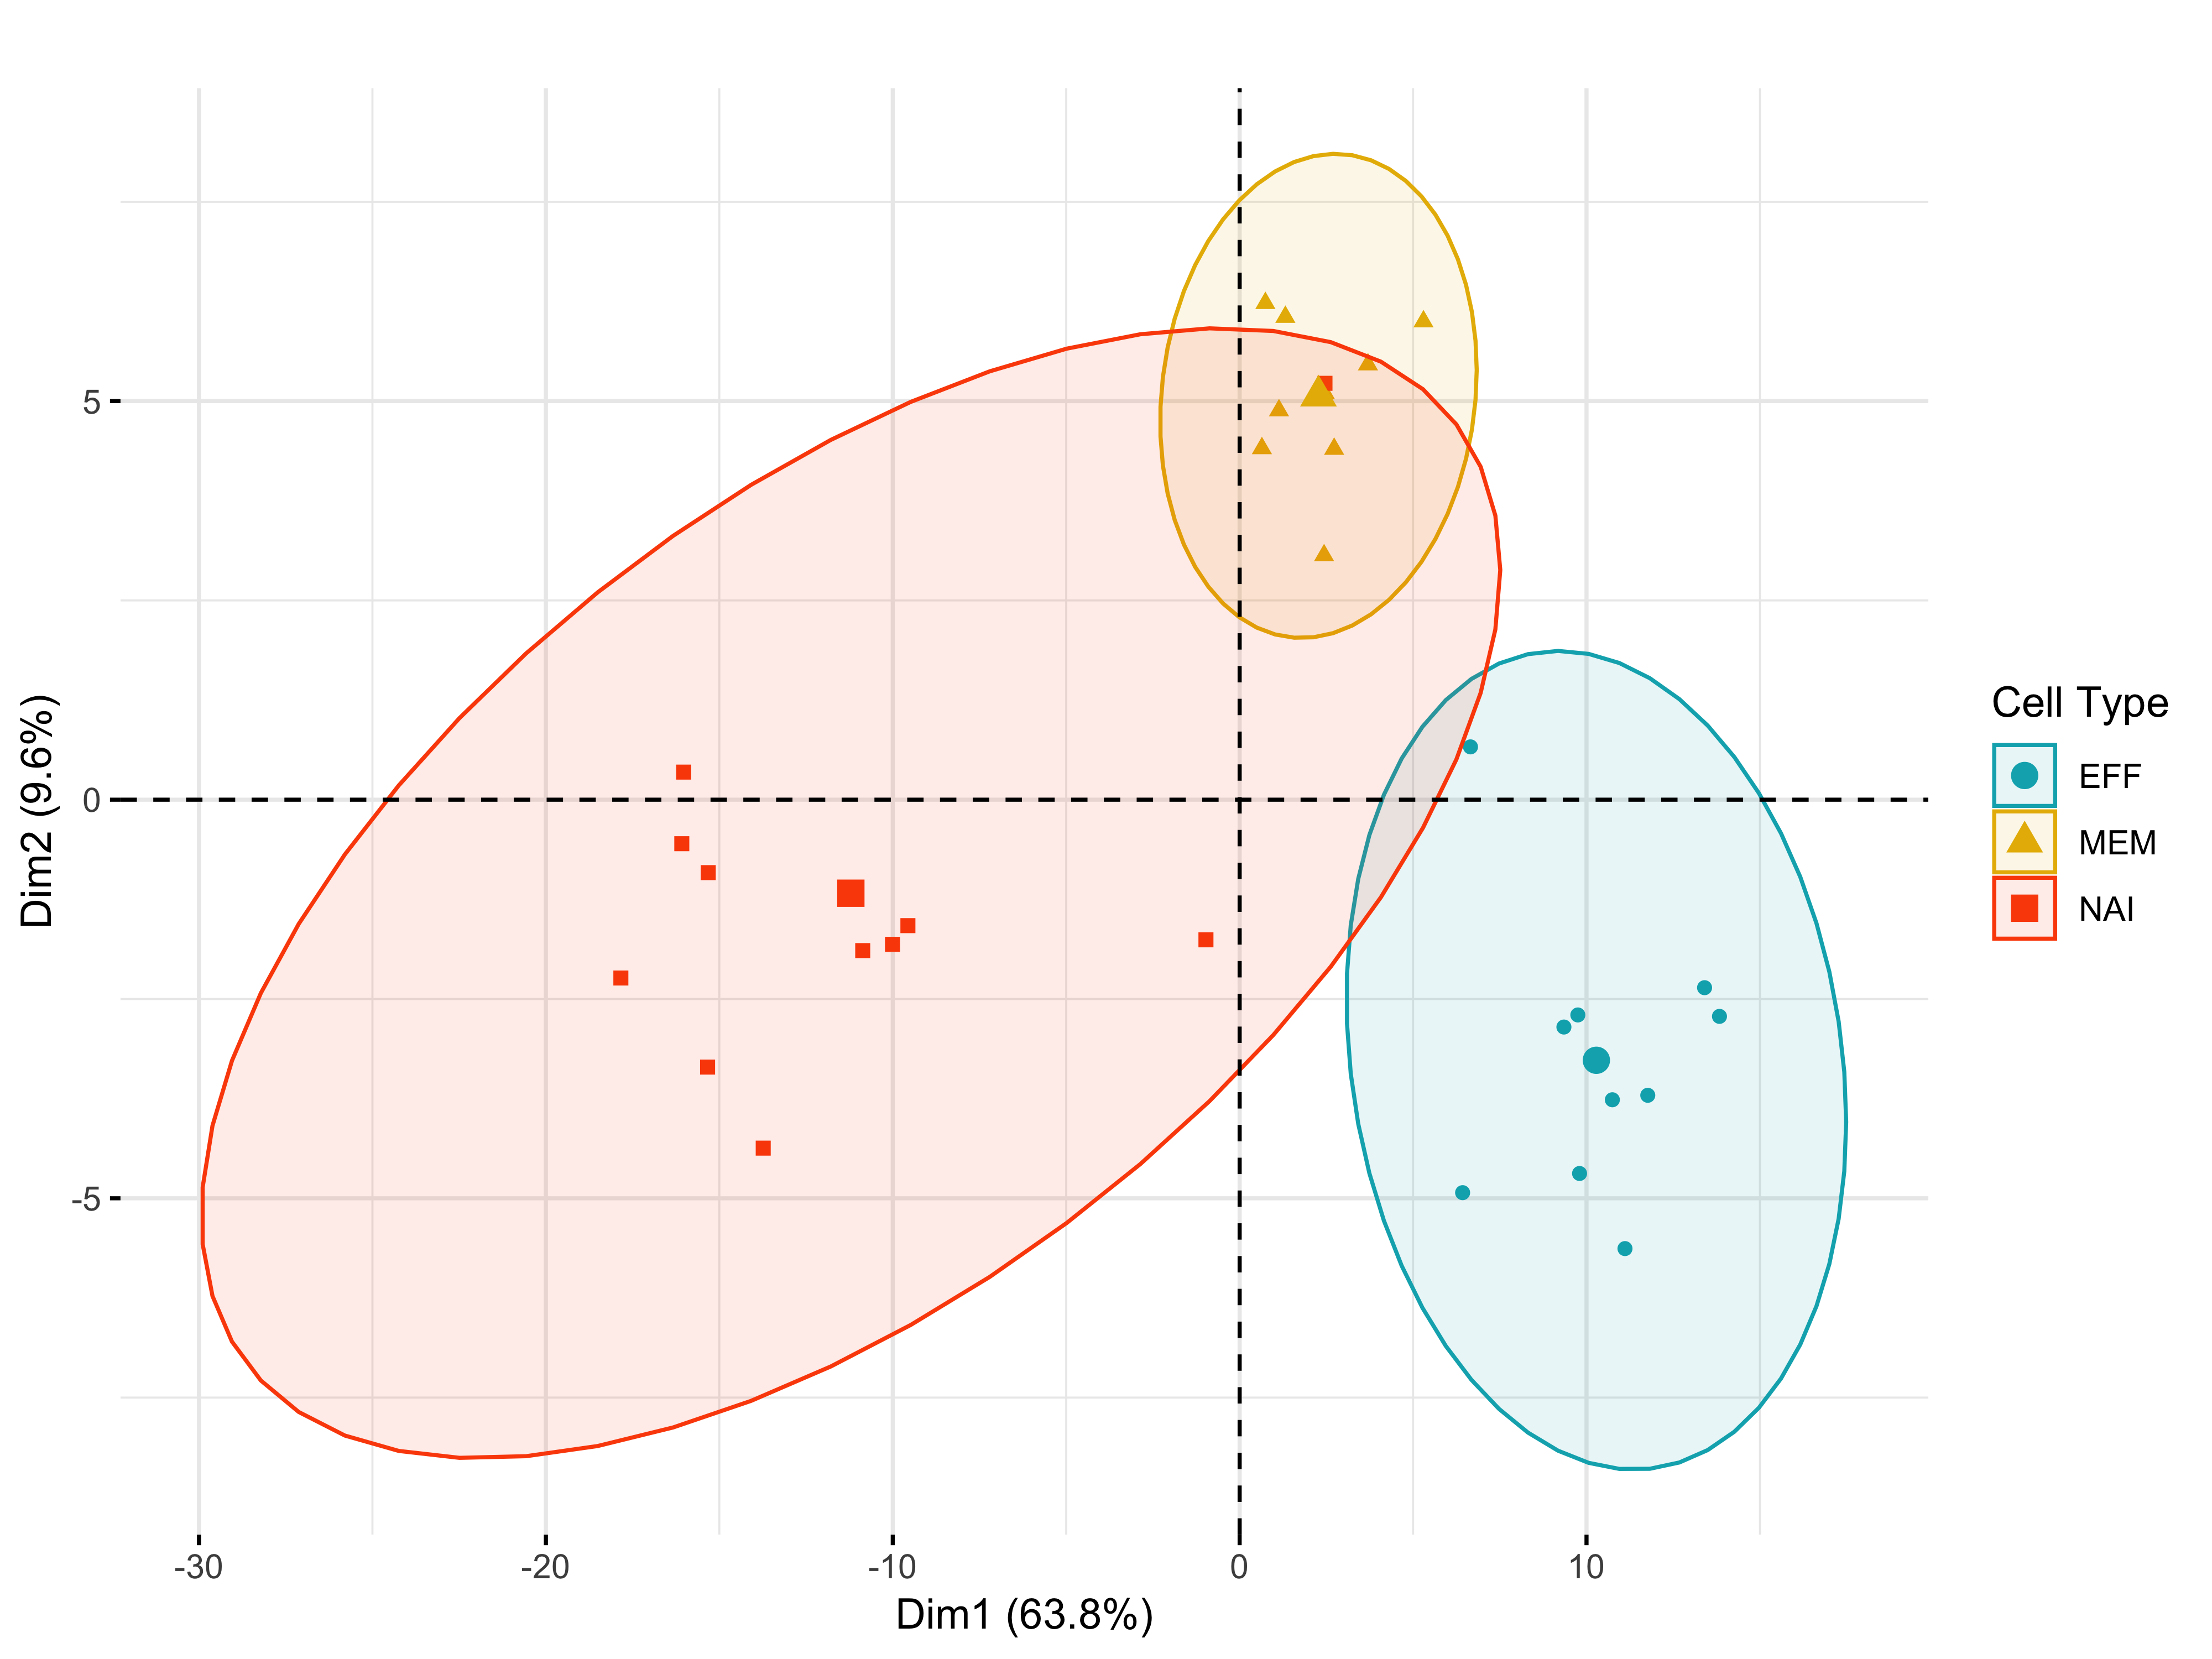 Dim2 (9.6%)
5
0
-5
-30
-20
-10
0
10
Dim1 (63.8%)
Cell Type
EFF
MEM
NAI